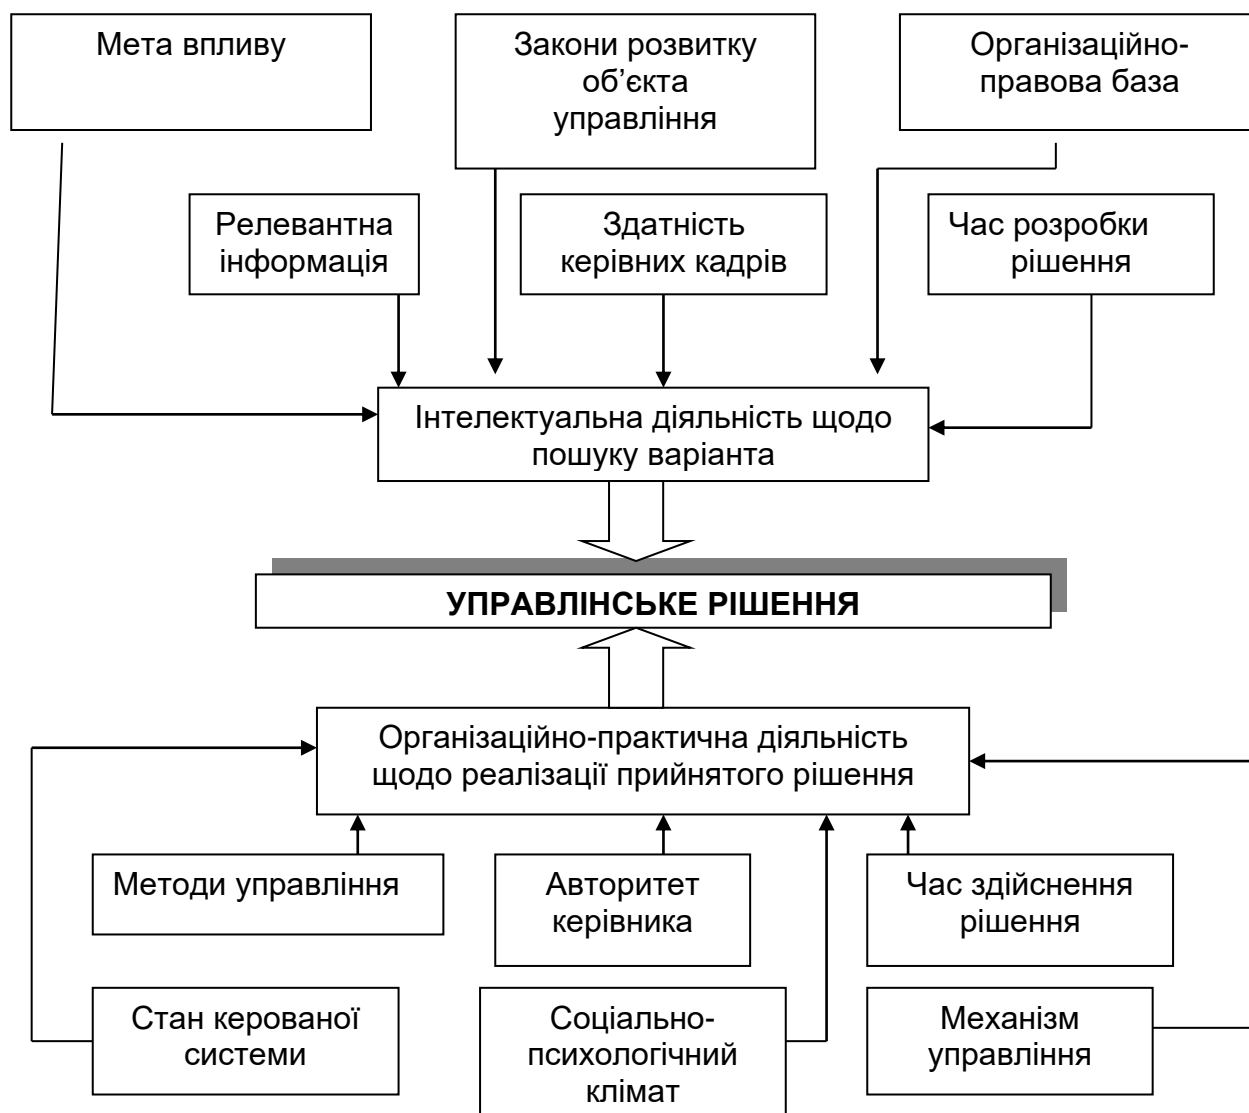 Мета впливу
Закони розвитку
об’єкта
управління
Організаційно-
правова база
Релевантна
інформація
Здатність
керівних кадрів
Час розробки
рішення
Інтелектуальна діяльність щодо
пошуку варіанта
УПРАВЛІНСЬКЕ РІШЕННЯ
Організаційно-практична діяльність
щодо реалізації прийнятого рішення
Методи управління
Авторитет
керівника
Час здійснення
рішення
Стан керованої
системи
Соціально-
психологічний
клімат
Механізм
управління